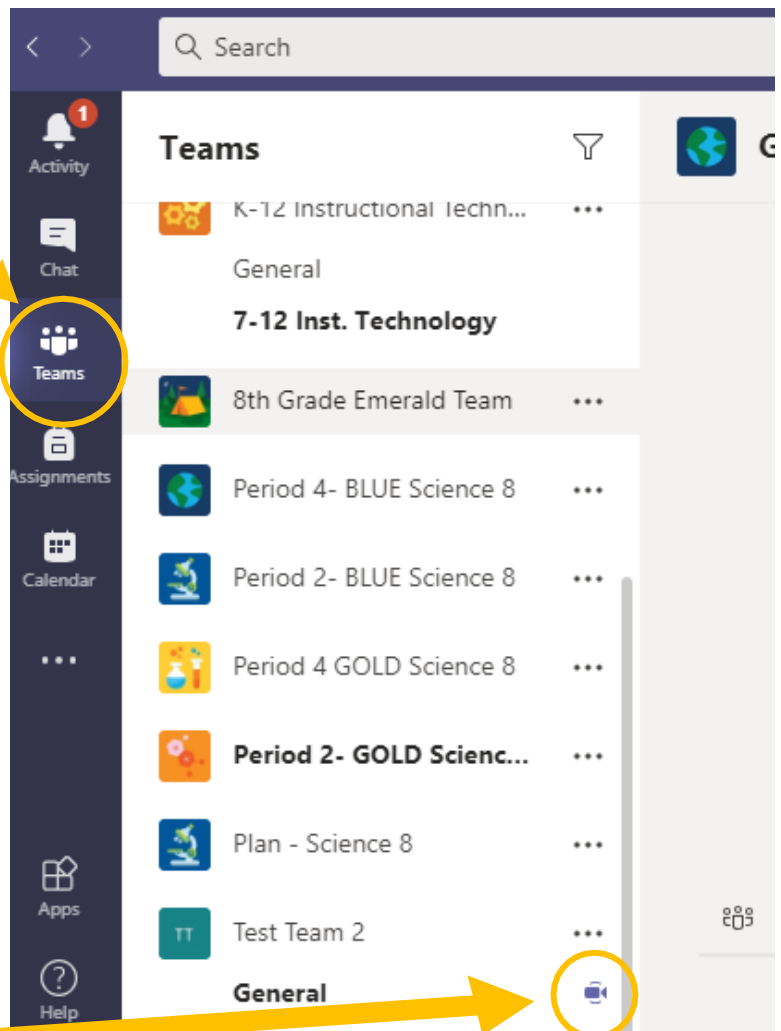 Search
1
Activity
Chat
Teams
Assignments
Calendar
Apps
Help
Teams
G
K-12 Instructional Techn...
General
7-12 Inst. Technology
8th Grade Emerald Team
Period 4- BLUE Science 8
Period 2- BLUE Science 8
Period 4 GOLD Science 8
Period 2- GOLD Scienc...
Plan - Science 8
TT
Test Team 2
General